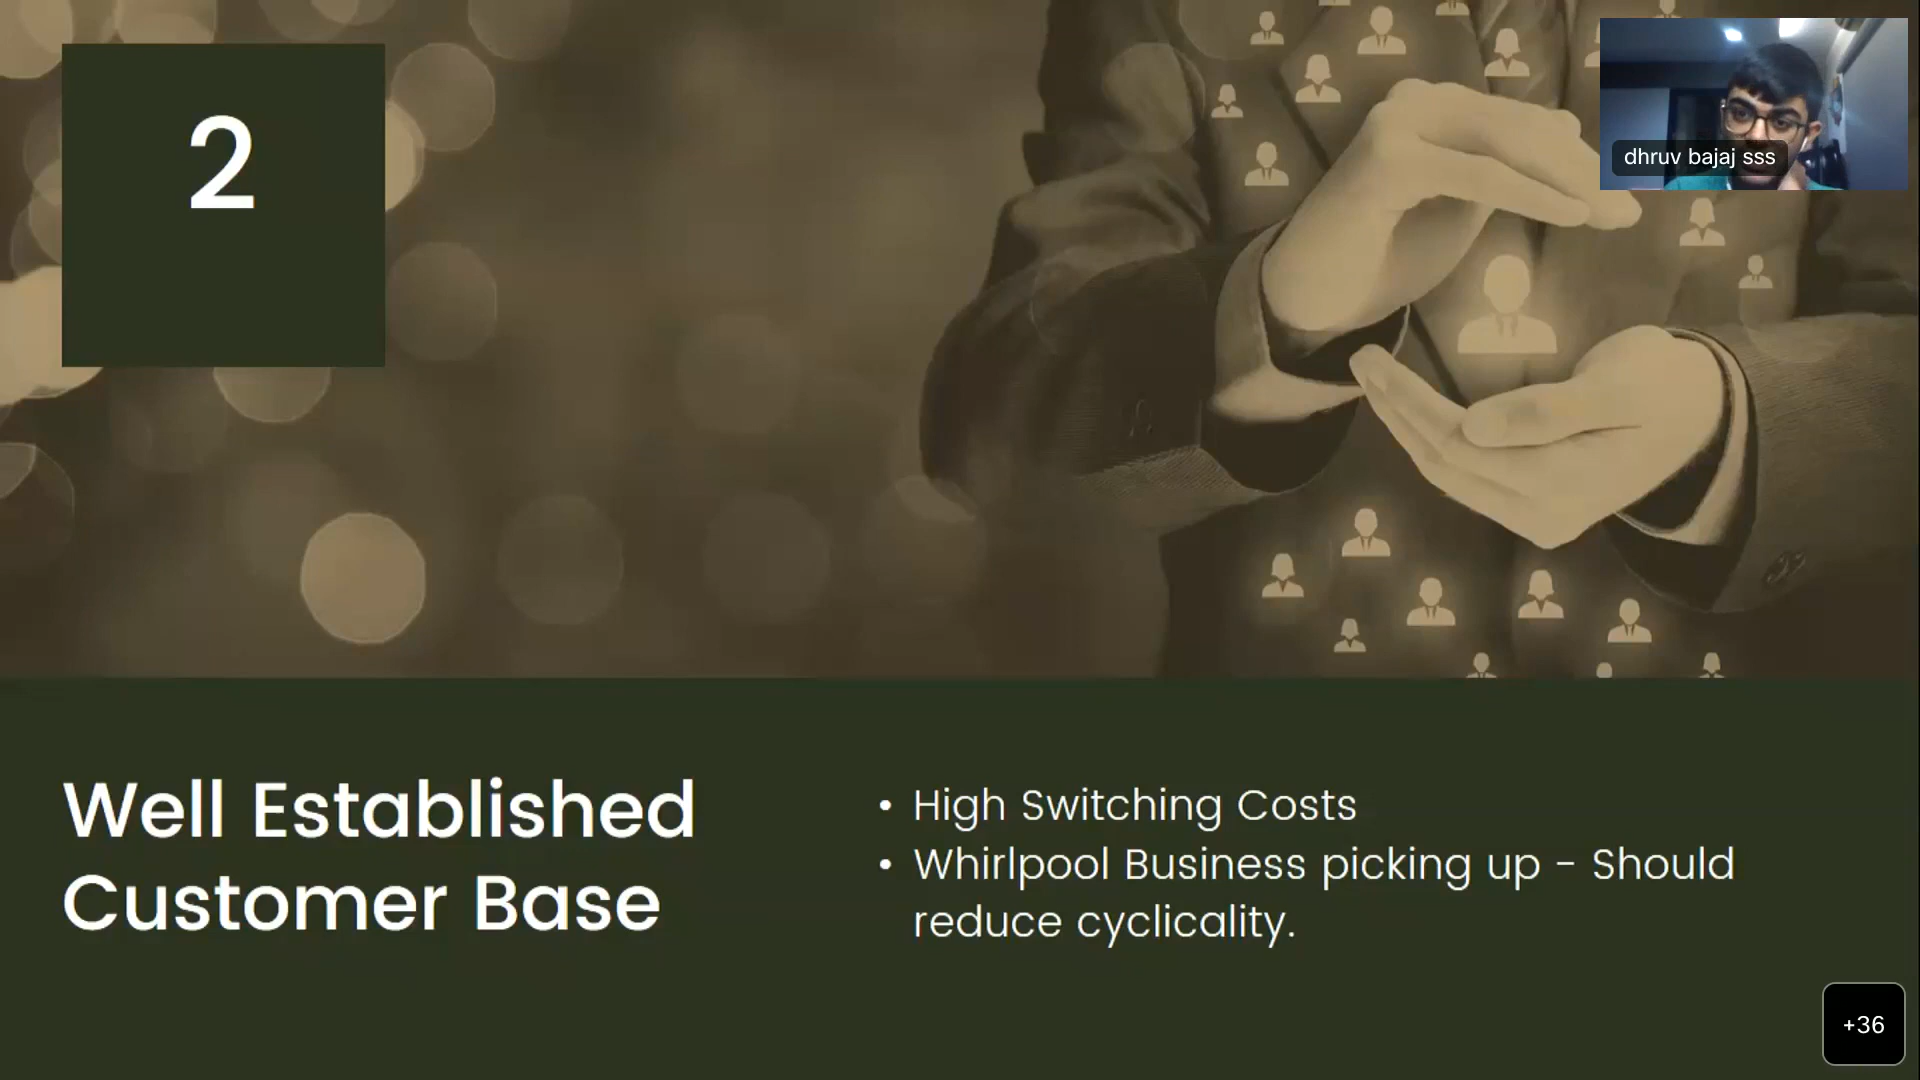 2
dhruv bajaj sss
Well Established
Customer Base
• High Switching Costs
• Whirlpool Business picking up - Should
reduce cyclicality.
+36